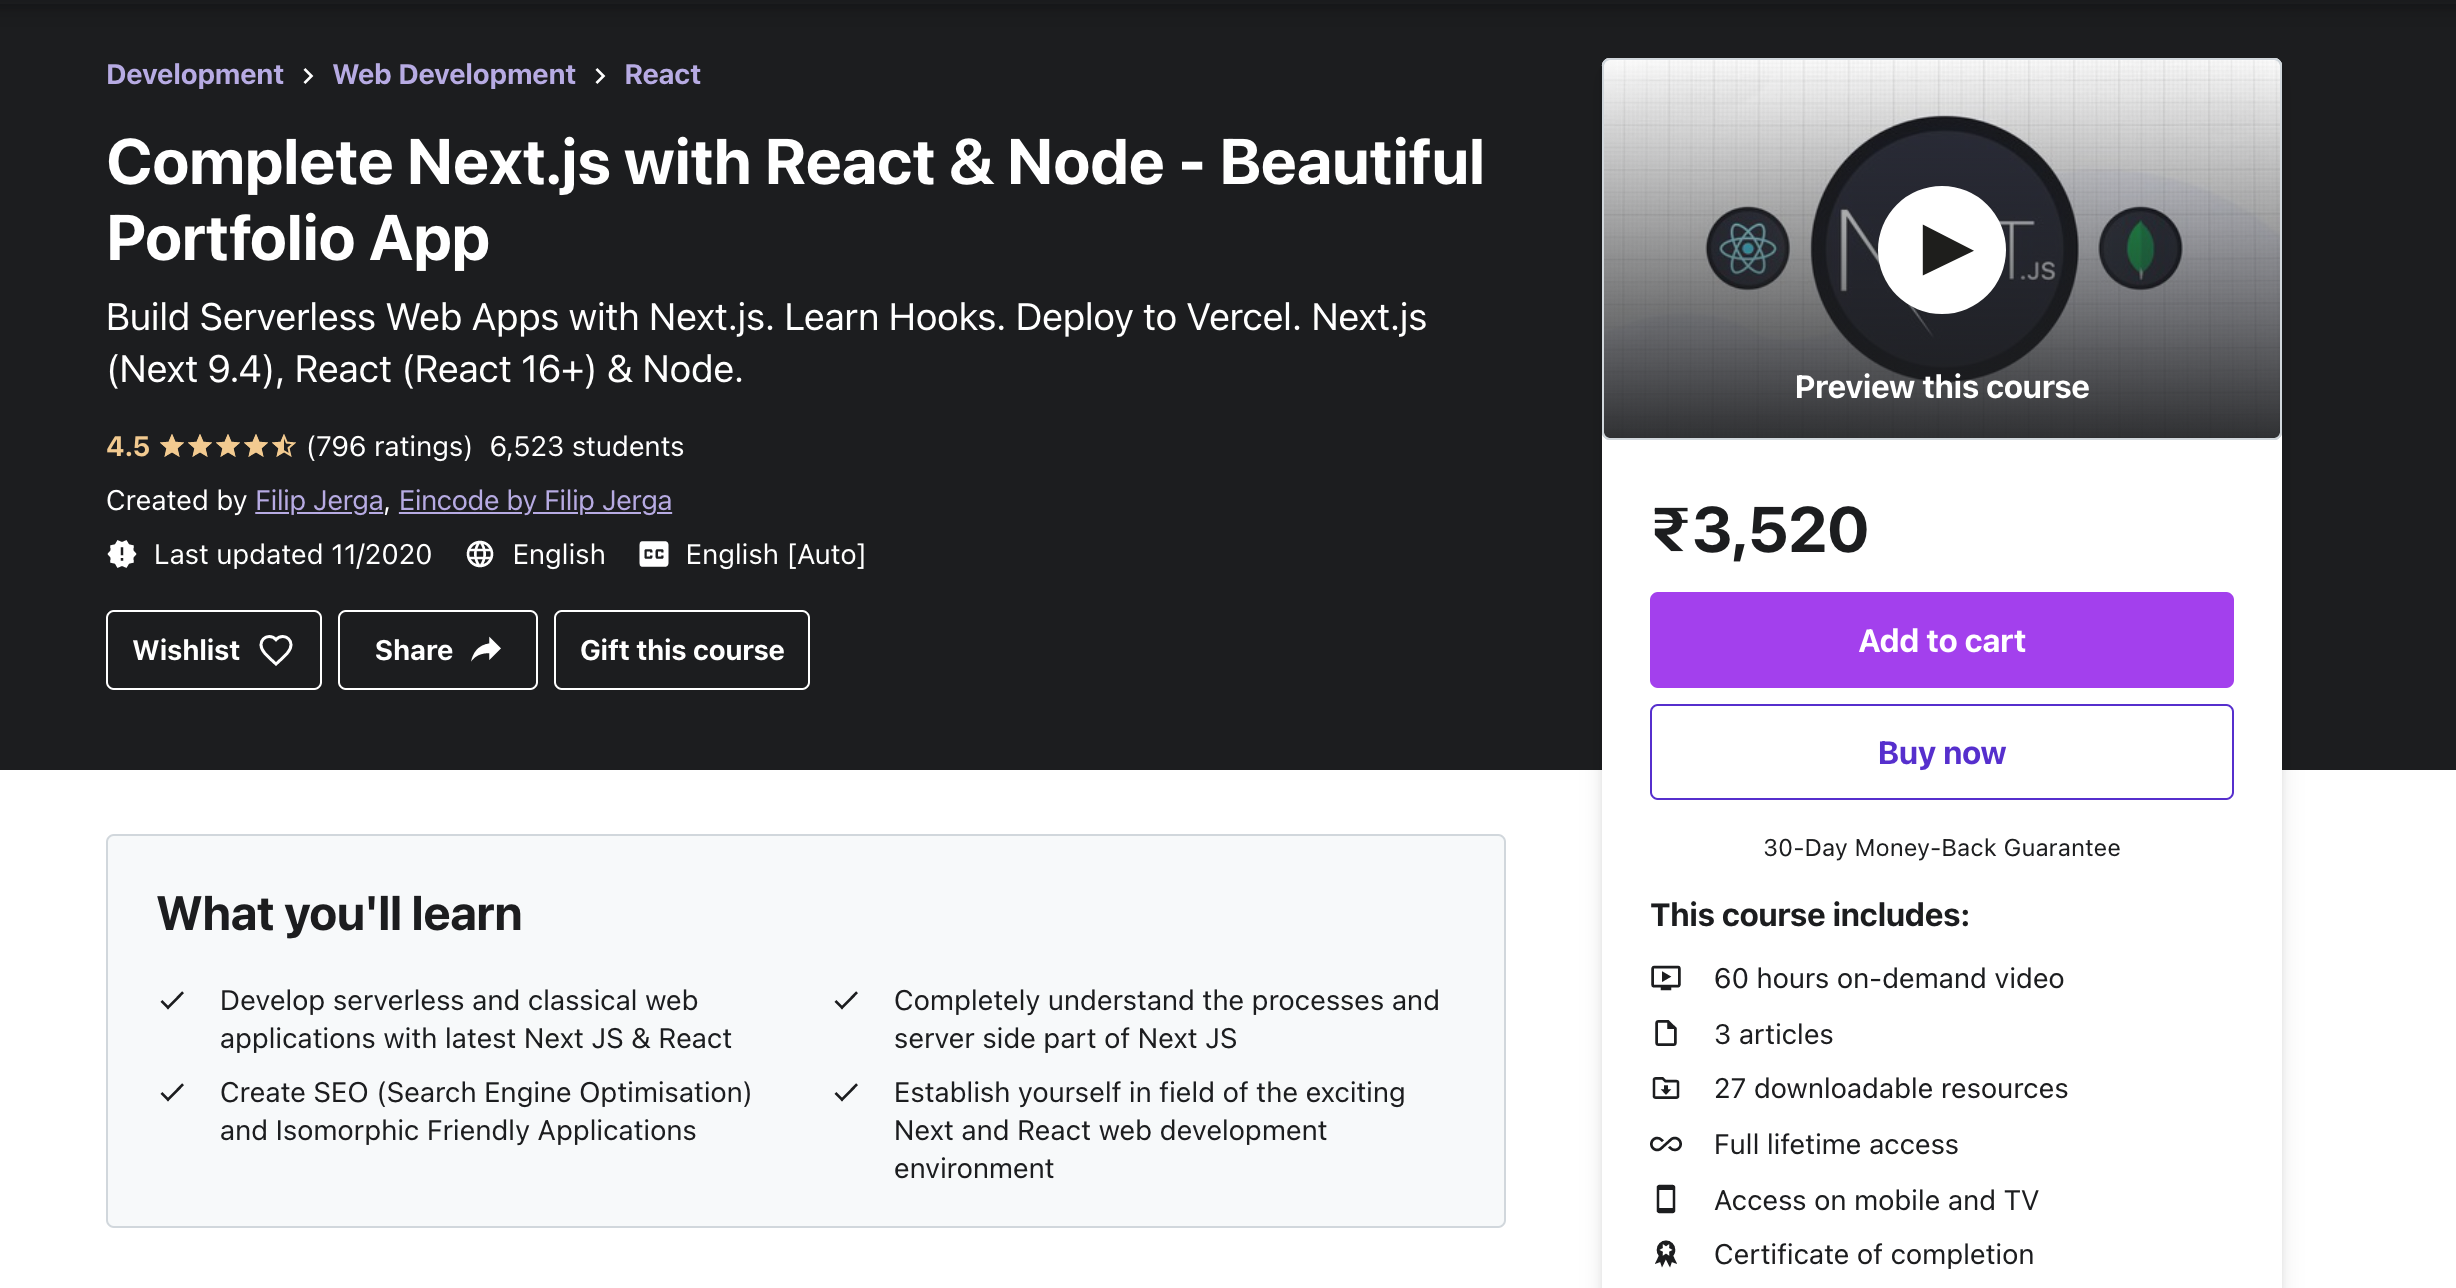 Development > Web Development > React
Complete Next.js with React & Node - Beautiful
Portfolio App
Build Serverless Web Apps with Next.js. Learn Hooks. Deploy to Vercel. Next.js
(Next 9.4), React (React 16+) & Node.
4.5 (796 ratings) 6,523 students
Created by Filip Jerga, Eincode by Filip Jerga
Last updated 11/2020 English CC English [Auto]
Wishlist
Share
Gift this course
What you'll learn
Develop serverless and classical web
applications with latest Next JS & React
Create SEO (Search Engine Optimisation)
and Isomorphic Friendly Applications
Completely understand the processes and
server side part of Next JS
Establish yourself in field of the exciting
Next and React web development
environment
.JS
Preview this course
₹3,520
Add to cart
Buy now
30-Day Money-Back Guarantee
This course includes:
60 hours on-demand video
3 articles
27 downloadable resources
Full lifetime access
Access on mobile and TV
Certificate of completion